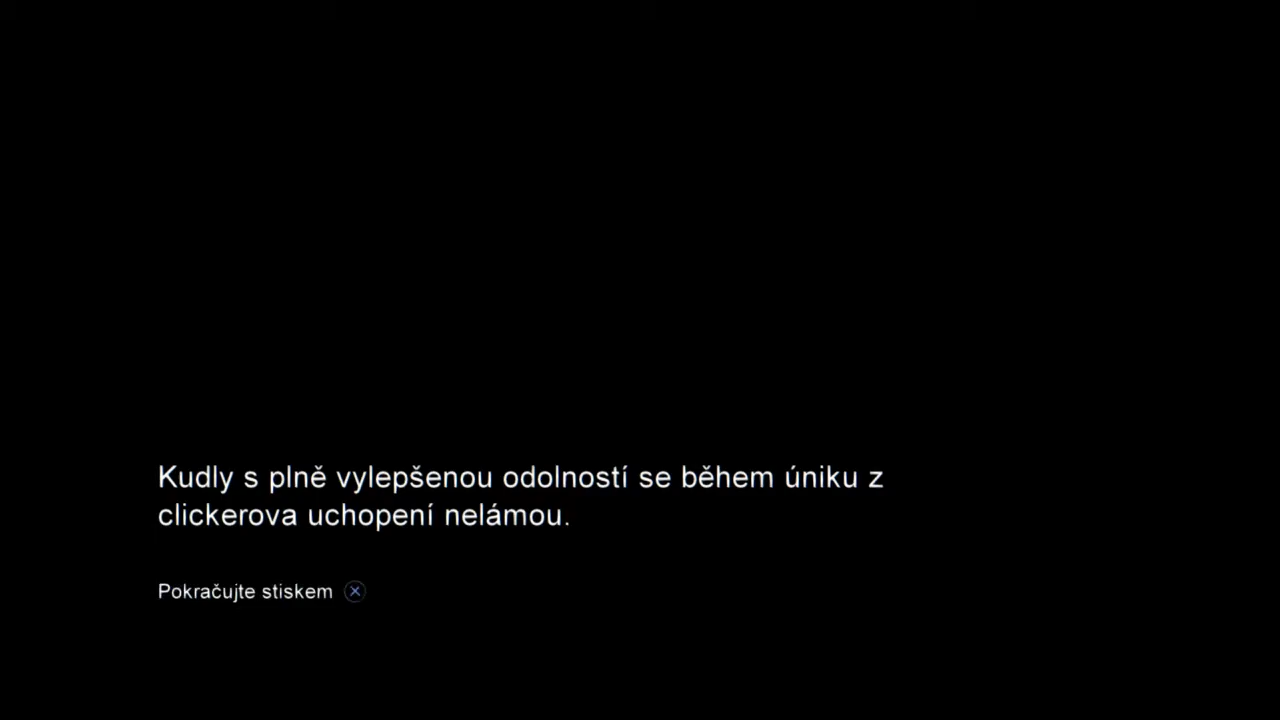 Kudly s plně vylepšenou odolností se během úniku z
clickerova uchopení nelámou.
Pokračujte stiskem